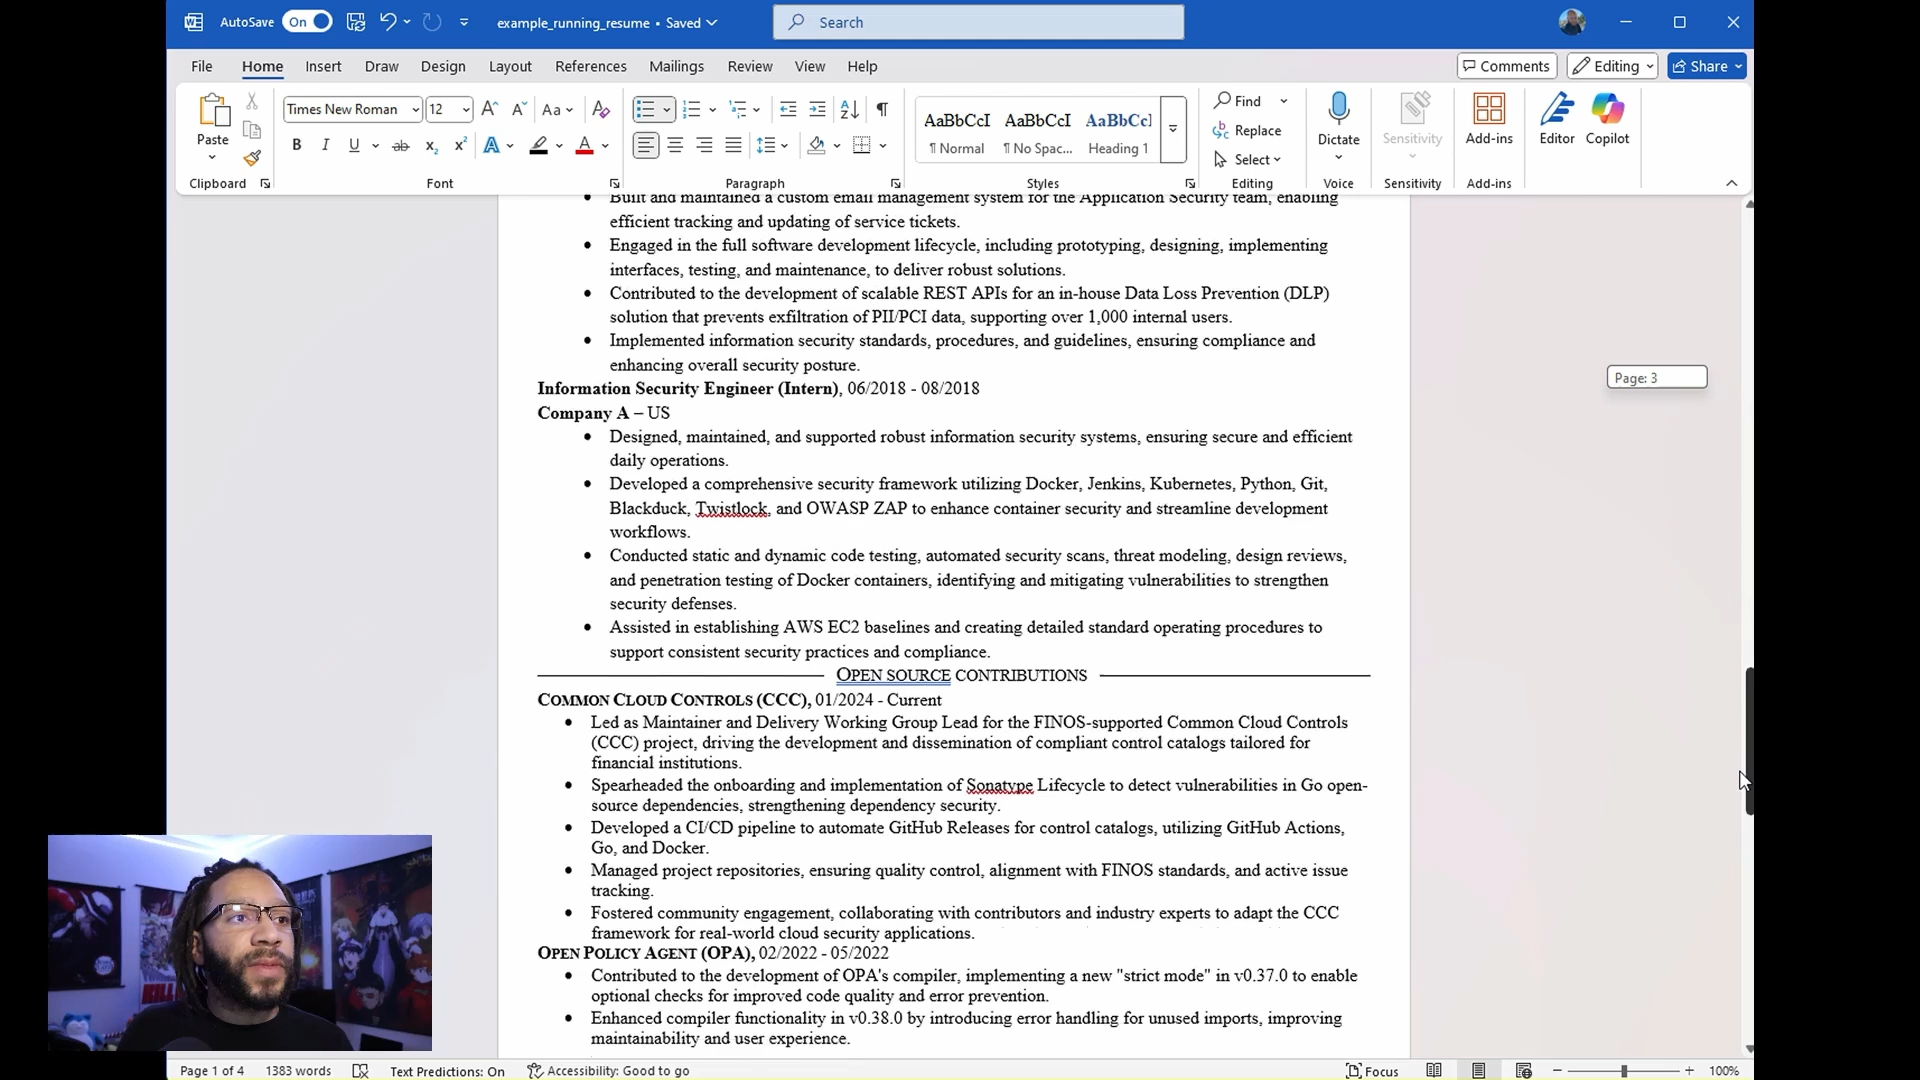 AutoSave On example_running_resume • Saved Search
File Home Insert Draw Design Layout References Mailings Review View Help Comments Editing Share
Times New Roman 12 Aa AaBbCcI AaBbCcI AaBbCc Find
Paste Replace Dictate Sensitivity Add-ins Editor Copilot
B I U ab x₂ x² A A ¶ Normal ¶ No Spac... Heading 1 Select
Clipboard Font Paragraph Styles Editing Voice Sensitivity Add-ins
• Built and maintained a custom email management system for the Application Security team, enabling
efficient tracking and updating of service tickets.
• Engaged in the full software development lifecycle, including prototyping, designing, implementing
interfaces, testing, and maintenance, to deliver robust solutions.
• Contributed to the development of scalable REST APIs for an in-house Data Loss Prevention (DLP)
solution that prevents exfiltration of PII/PCI data, supporting over 1,000 internal users.
• Implemented information security standards, procedures, and guidelines, ensuring compliance and
enhancing overall security posture.
Page: 3
Information Security Engineer (Intern), 06/2018 - 08/2018
Company A – US
• Designed, maintained, and supported robust information security systems, ensuring secure and efficient
daily operations.
• Developed a comprehensive security framework utilizing Docker, Jenkins, Kubernetes, Python, Git,
Blackduck, Twistlock, and OWASP ZAP to enhance container security and streamline development
workflows.
• Conducted static and dynamic code testing, automated security scans, threat modeling, design reviews,
and penetration testing of Docker containers, identifying and mitigating vulnerabilities to strengthen
security defenses.
• Assisted in establishing AWS EC2 baselines and creating detailed standard operating procedures to
support consistent security practices and compliance.
OPEN SOURCE CONTRIBUTIONS
COMMON CLOUD CONTROLS (CCC), 01/2024 - Current
• Led as Maintainer and Delivery Working Group Lead for the FINOS-supported Common Cloud Controls
(CCC) project, driving the development and dissemination of compliant control catalogs tailored for
financial institutions.
• Spearheaded the onboarding and implementation of Sonatype Lifecycle to detect vulnerabilities in Go open-
source dependencies, strengthening dependency security.
• Developed a CI/CD pipeline to automate GitHub Releases for control catalogs, utilizing GitHub Actions,
Go, and Docker.
• Managed project repositories, ensuring quality control, alignment with FINOS standards, and active issue
tracking.
• Fostered community engagement, collaborating with contributors and industry experts to adapt the CCC
framework for real-world cloud security applications.
OPEN POLICY AGENT (OPA), 02/2022 - 05/2022
• Contributed to the development of OPA's compiler, implementing a new "strict mode" in v0.37.0 to enable
optional checks for improved code quality and error prevention.
• Enhanced compiler functionality in v0.38.0 by introducing error handling for unused imports, improving
maintainability and user experience.
Page 1 of 4 1383 words Text Predictions: On Accessibility: Good to go Focus 100%